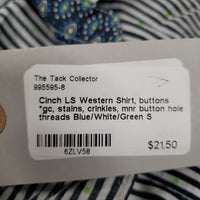 The Tack Collector
995595-8
Cinch LS Western Shirt, buttons
*gc, stains, crinkles, mnr button hole
threads Blue/White/Green S
6ZLV58
$21.50